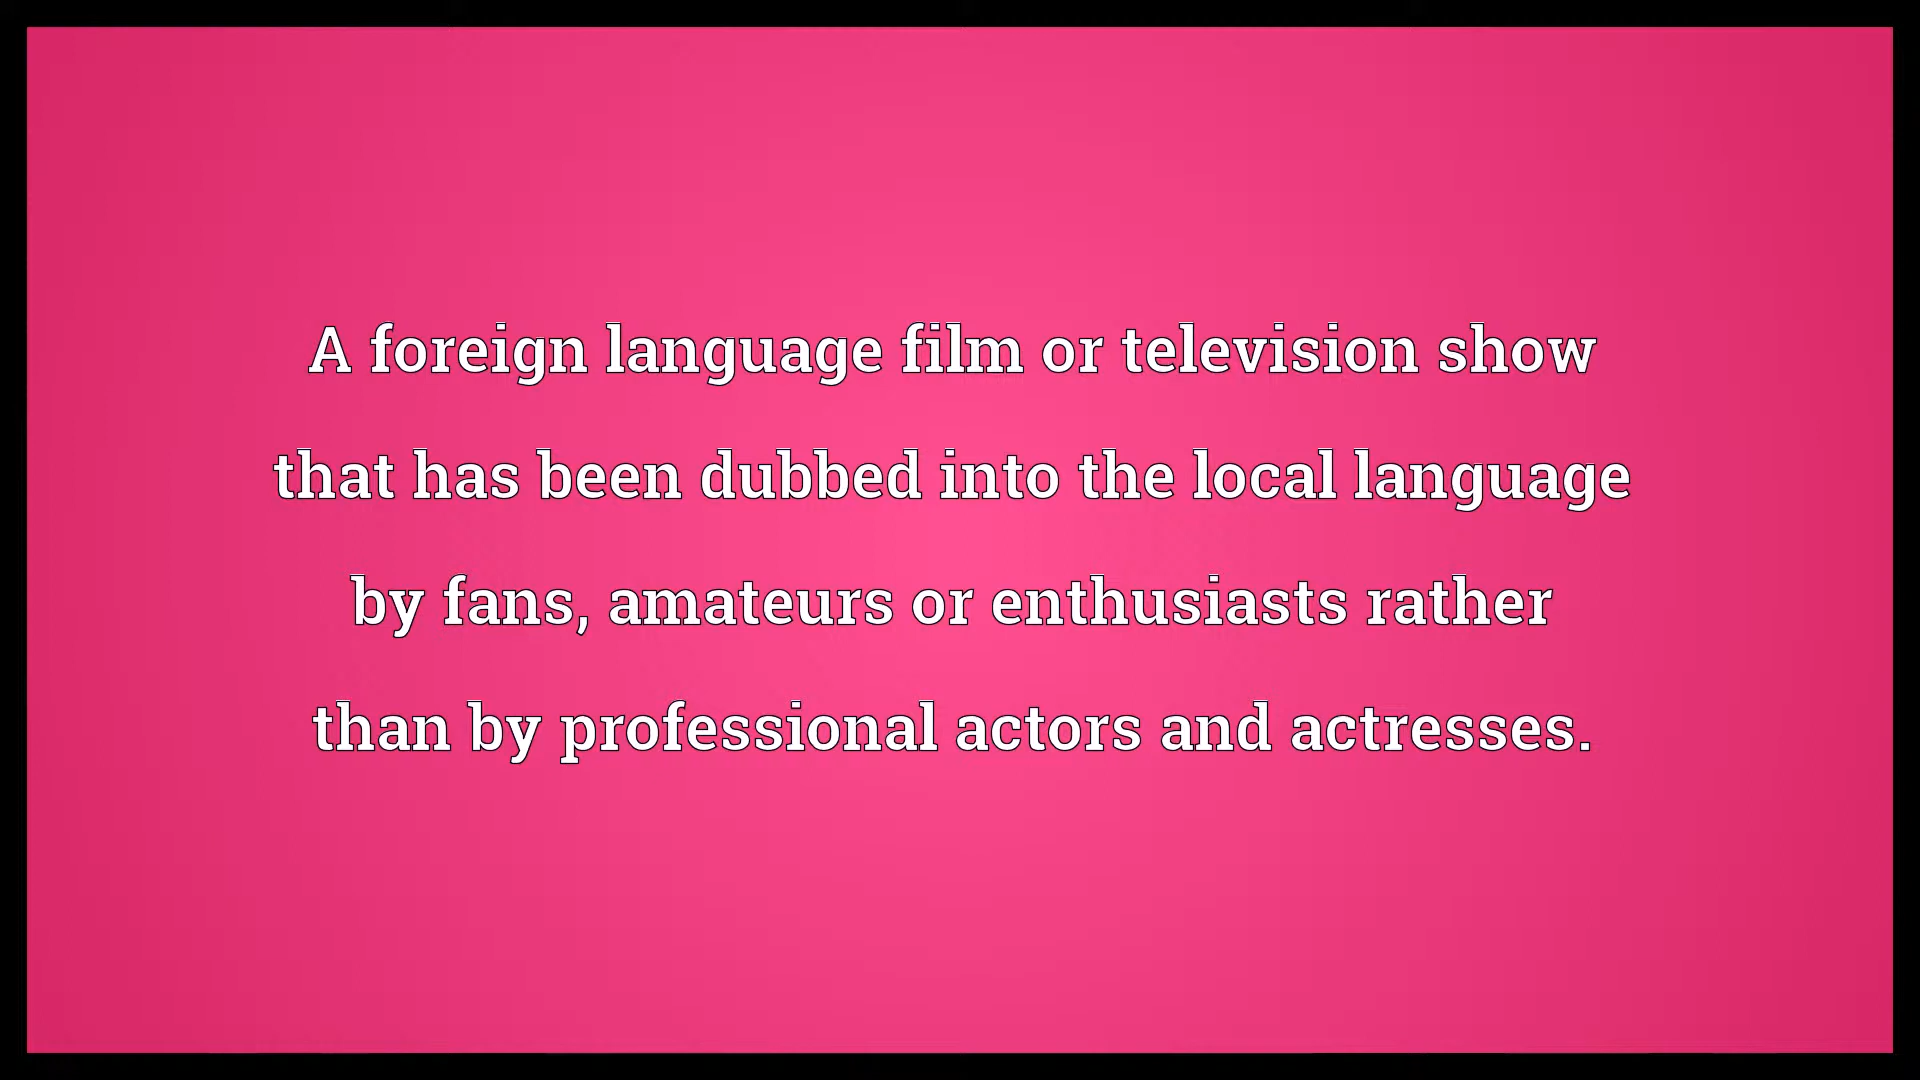 A foreign language film or television show
that has been dubbed into the local language
by fans, amateurs or enthusiasts rather
than by professional actors and actresses.